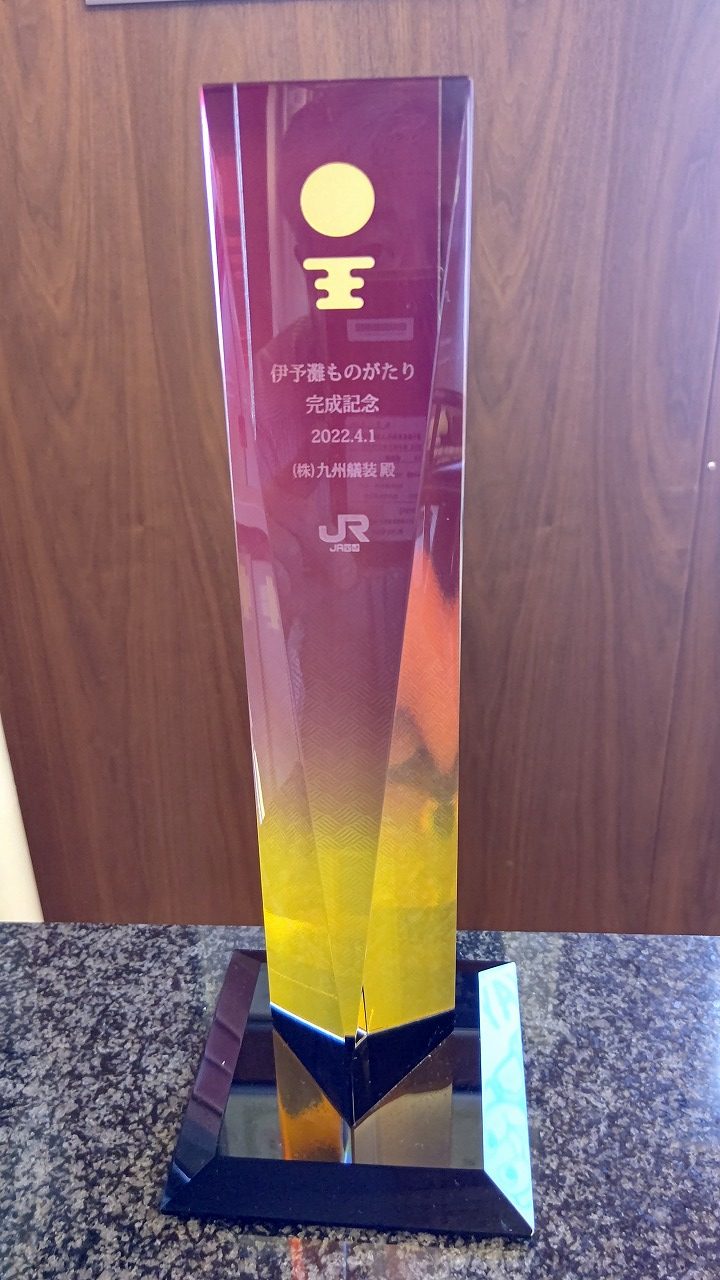 伊予灘ものがたり
完成記念
2022.4.1
(株)九州艤装 殿
JR
JR四国